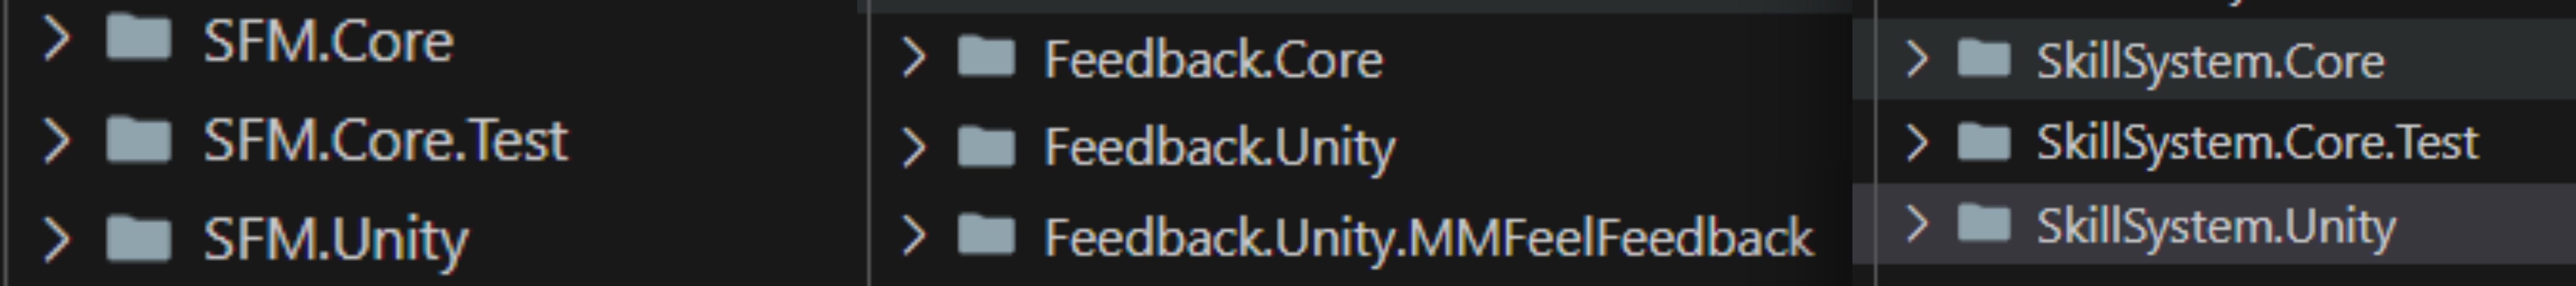 SFM.Core
SFM.Core.Test
SFM.Unity
Feedback.Core
Feedback.Unity
Feedback.Unity.MMFeelFeedback
SkillSystem.Core
SkillSystem.Core.Test
SkillSystem.Unity